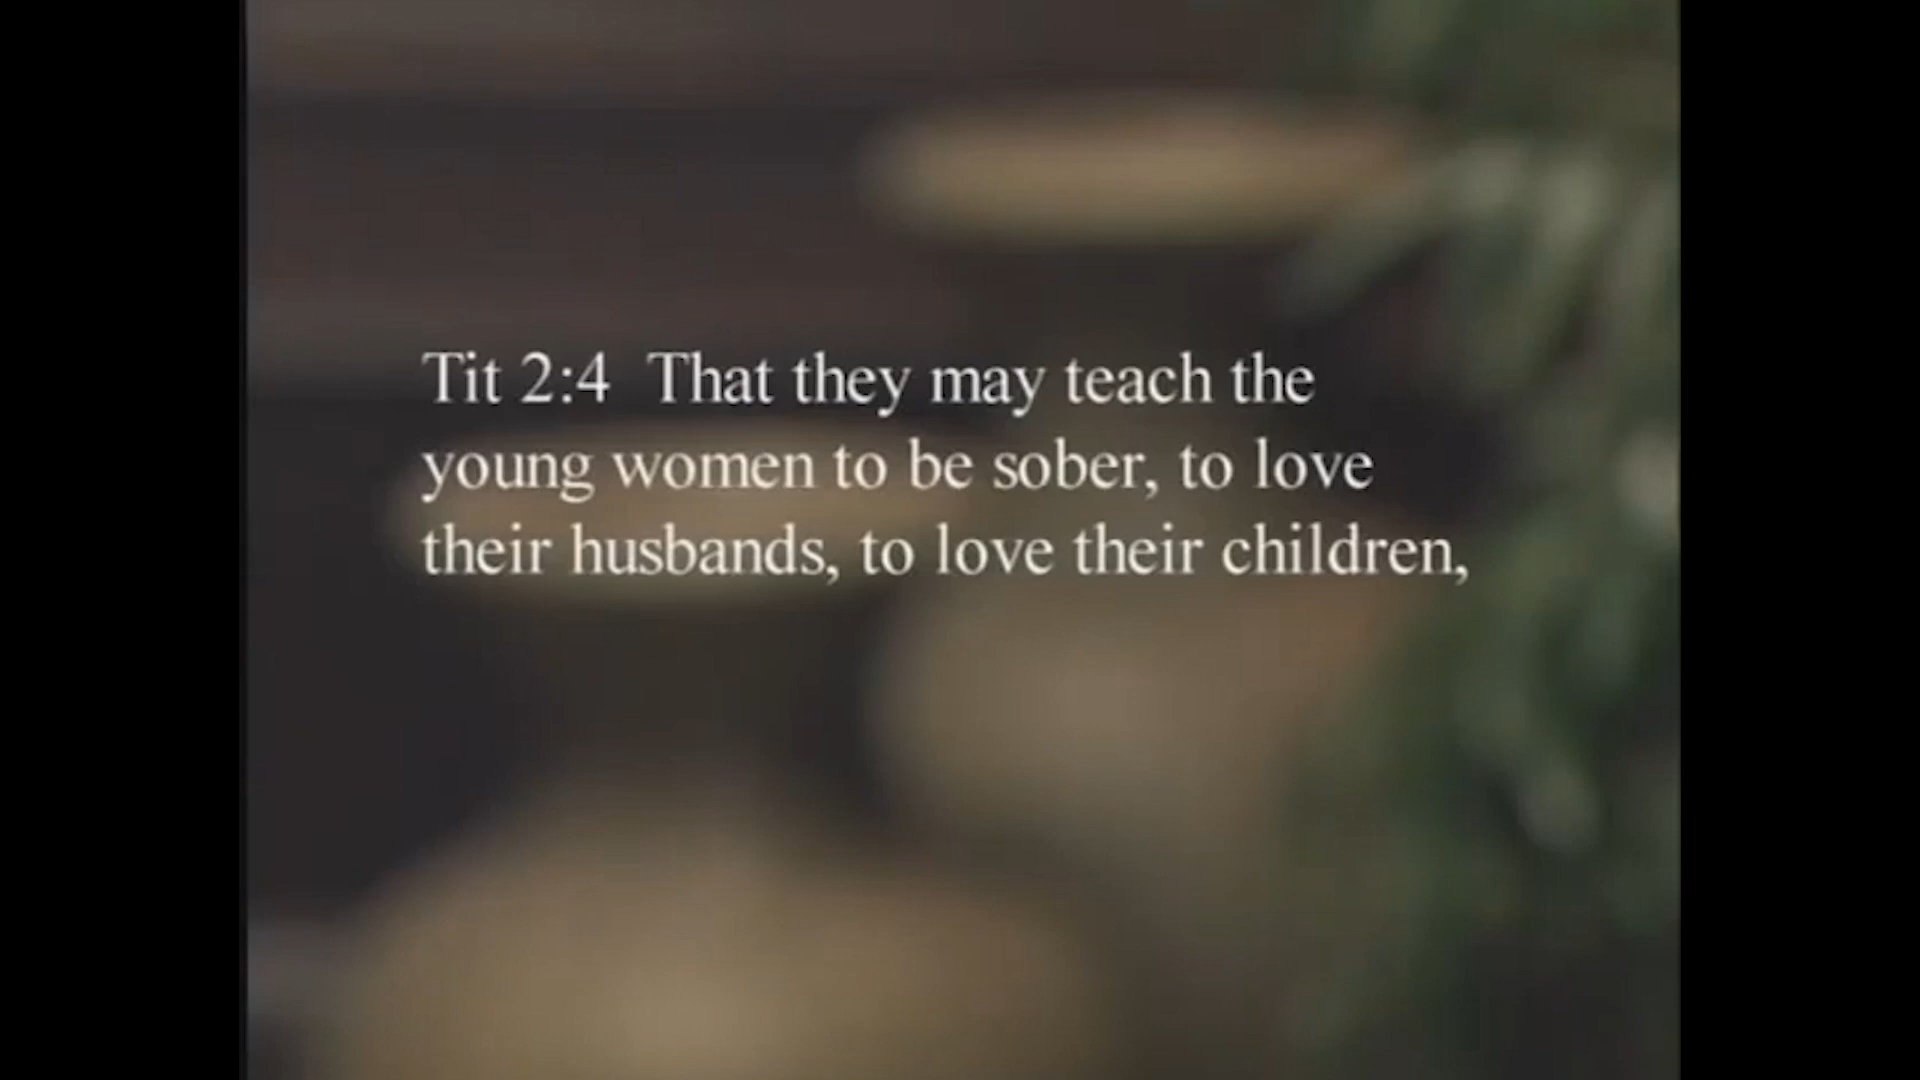 Tit 2:4  That they may teach the
young women to be sober, to love
their husbands, to love their children,